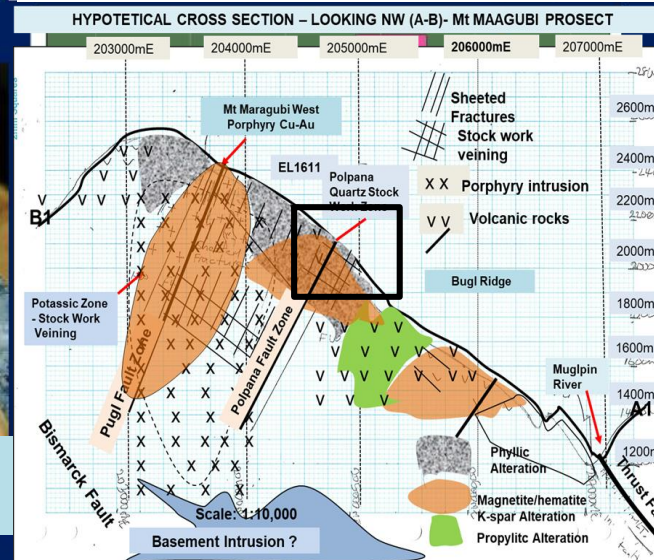 HYPOTETICAL CROSS SECTION – LOOKING NW (A-B)- Mt MAAGUBI PROSECT
203000mE
204000mE
205000mE
206000mE
207000mE
2600m
2400m
2200m
2000m
1800m
1600m
1400m
1200m
Sheeted
Fractures
Stock work
veining
X X Porphyry intrusion
V V Volcanic rocks
Mt Maragubi West
Porphyry Cu-Au
EL1611
Polpana
Quartz Stock
Work Zone
B1
Bugl Ridge
Potassic Zone
- Stock Work
Veining
Pugl Fault Zone
Polpana Fault Zone
Muglpin
River
A1
Bismarck Fault
Thrust
Phyllic
Alteration
Magnetite/hematite
K-spar Alteration
Propylitc Alteration
Scale: 1:10,000
Basement Intrusion ?